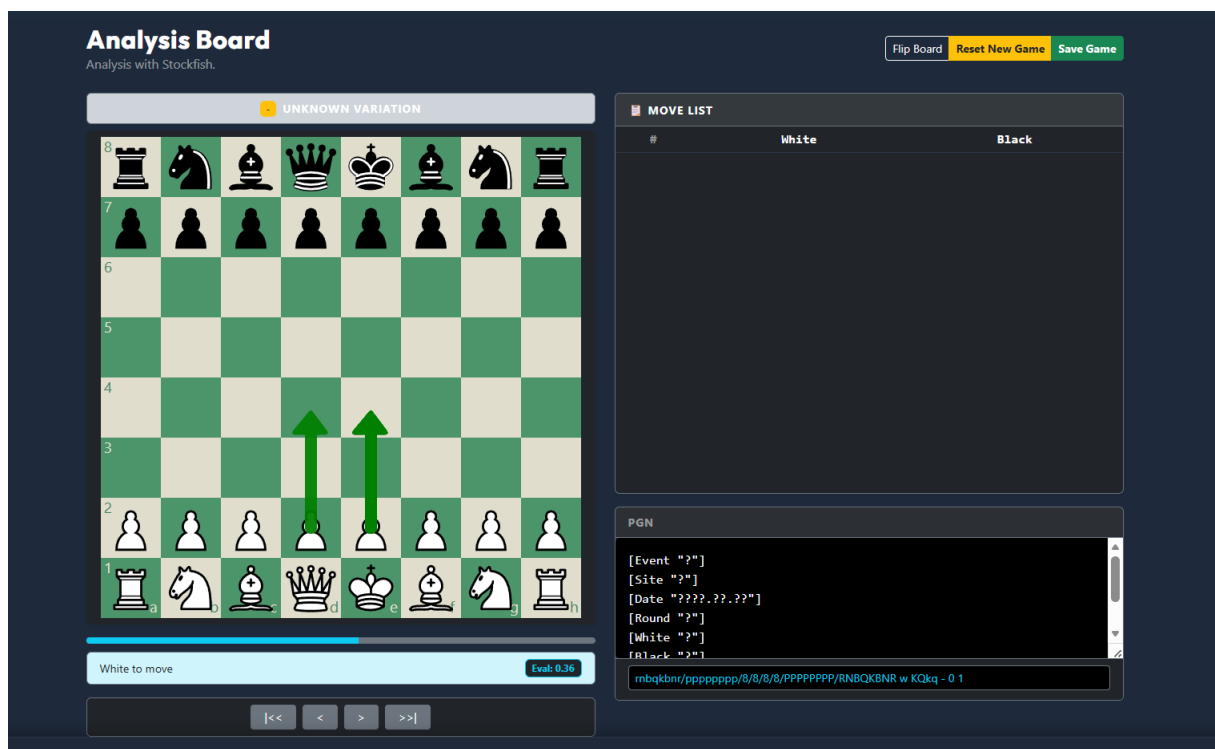 Analysis Board
Analysis with Stockfish.
Flip Board Reset New Game Save Game
- UNKNOWN VARIATION
8
7
6
5
4
3
2
1
a b c d e f g h
White to move Eval: 0.36
|<< < > >>|
MOVE LIST
# White Black
PGN
[Event "?"]
[Site "?"]
[Date "????.??.??"]
[Round "?"]
[White "?"]
[Black "?"]
rnbqkbnr/pppppppp/8/8/8/8/PPPPPPPP/RNBQKBNR w KQkq - 0 1